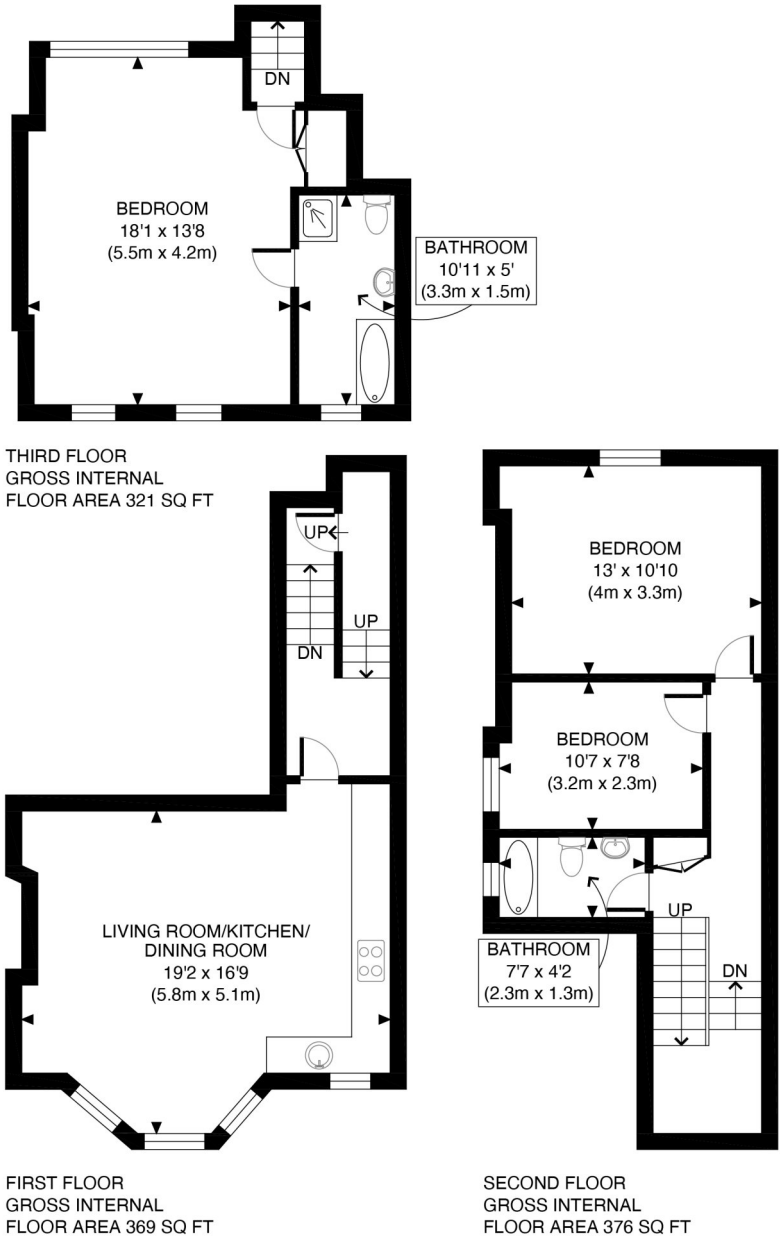 DN
BEDROOM
18'1 x 13'8
(5.5m x 4.2m)
BATHROOM
10'11 x 5'
(3.3m x 1.5m)
THIRD FLOOR
GROSS INTERNAL
FLOOR AREA 321 SQ FT
UP
UP
DN
LIVING ROOM/KITCHEN/
DINING ROOM
19'2 x 16'9
(5.8m x 5.1m)
FIRST FLOOR
GROSS INTERNAL
FLOOR AREA 369 SQ FT
BEDROOM
13' x 10'10
(4m x 3.3m)
BEDROOM
10'7 x 7'8
(3.2m x 2.3m)
UP
BATHROOM
7'7 x 4'2
(2.3m x 1.3m)
DN
SECOND FLOOR
GROSS INTERNAL
FLOOR AREA 376 SQ FT